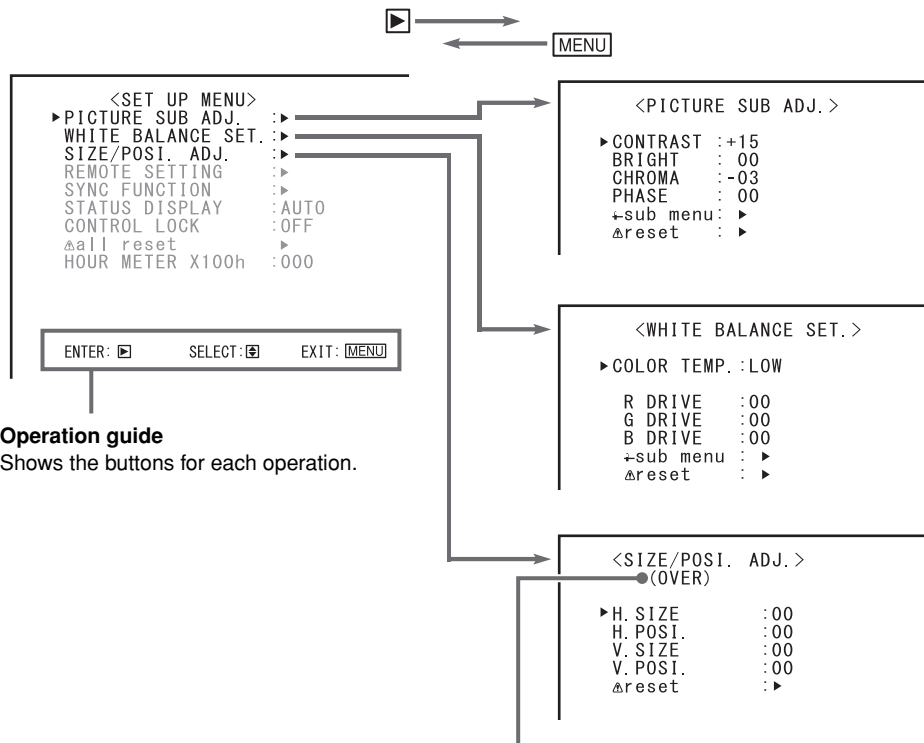 ▶
MENU
<SET UP MENU>
▶PICTURE SUB ADJ. :▶
WHITE BALANCE SET. :▶
SIZE/POSI. ADJ. :▶
REMOTE SETTING :▶
SYNC FUNCTION :▶
STATUS DISPLAY :AUTO
CONTROL LOCK :OFF
⚠all reset ▶
HOUR METER X100h :000
ENTER: ▶ SELECT: ⬍ EXIT: MENU
Operation guide
Shows the buttons for each operation.
<PICTURE SUB ADJ.>
▶CONTRAST :+15
BRIGHT : 00
CHROMA :-03
PHASE : 00
←sub menu: ▶
⚠reset : ▶
<WHITE BALANCE SET.>
▶COLOR TEMP. :LOW
R DRIVE :00
G DRIVE :00
B DRIVE :00
←sub menu : ▶
⚠reset : ▶
<SIZE/POSI. ADJ.>
(OVER)
▶H. SIZE :00
H. POSI. :00
V. SIZE :00
V. POSI. :00
⚠reset :▶